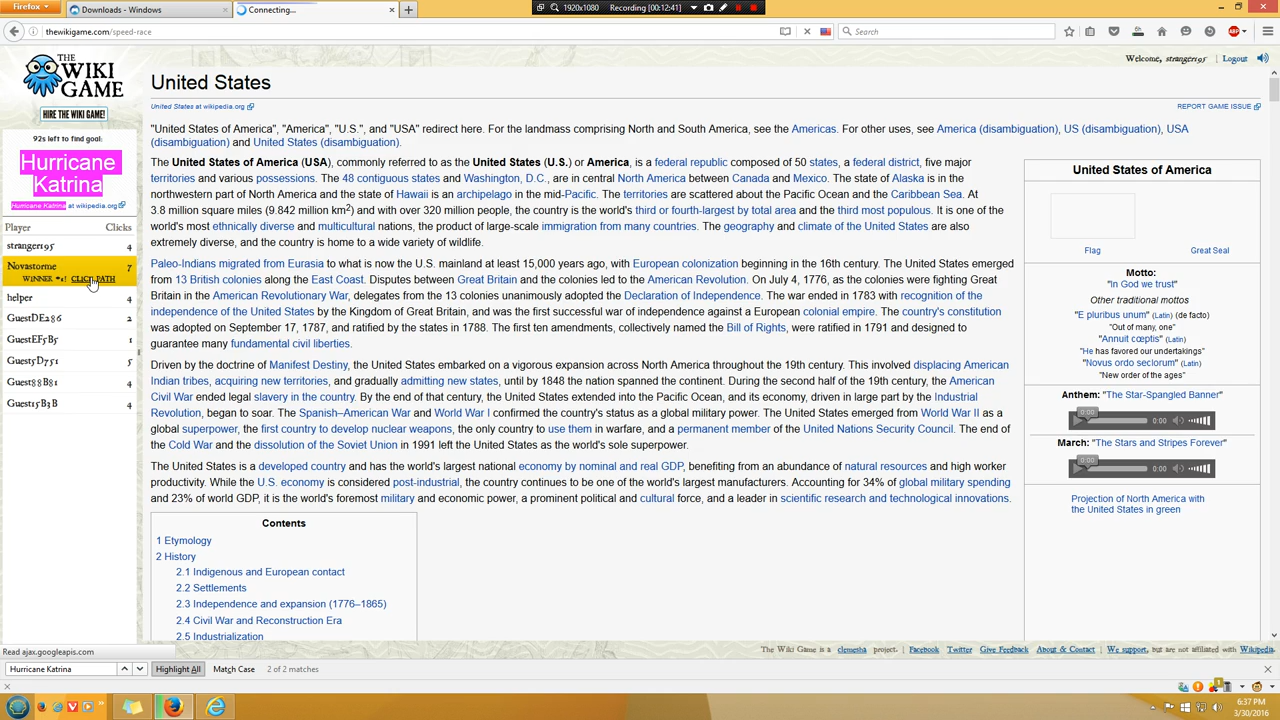 Firefox
Downloads - Windows
Connecting...
1920x1080
Recording [00:12:41]
thewikigame.com/speed-race
Search
THE WIKI GAME
HIRE THE WIKI GAME!
Welcome, stranger195
Logout
United States
United States at wikipedia.org
REPORT GAME ISSUE
92s left to find goal:
Hurricane
Katrina
Hurricane Katrina at wikipedia.org
Player Clicks
stranger195 4
Novastorme 7
WINNER #1! CLICK PATH
helper 4
GuestDE286 2
GuestEF5B5 1
Guest5D751 5
Guest88B81 4
Guest15B3B 4
"United States of America", "America", "U.S.", and "USA" redirect here. For the landmass comprising North and South America, see the Americas. For other uses, see America (disambiguation), US (disambiguation), USA
(disambiguation) and United States (disambiguation).
The United States of America (USA), commonly referred to as the United States (U.S.) or America, is a federal republic composed of 50 states, a federal district, five major
territories and various possessions. The 48 contiguous states and Washington, D.C., are in central North America between Canada and Mexico. The state of Alaska is in the
northwestern part of North America and the state of Hawaii is an archipelago in the mid-Pacific. The territories are scattered about the Pacific Ocean and the Caribbean Sea. At
3.8 million square miles (9.842 million km²) and with over 320 million people, the country is the world's third or fourth-largest by total area and the third most populous. It is one of the
world's most ethnically diverse and multicultural nations, the product of large-scale immigration from many countries. The geography and climate of the United States are also
extremely diverse, and the country is home to a wide variety of wildlife.
Paleo-Indians migrated from Eurasia to what is now the U.S. mainland at least 15,000 years ago, with European colonization beginning in the 16th century. The United States emerged
from 13 British colonies along the East Coast. Disputes between Great Britain and the colonies led to the American Revolution. On July 4, 1776, as the colonies were fighting
Great Britain in the American Revolutionary War, delegates from the 13 colonies unanimously adopted the Declaration of Independence. The war ended in 1783 with recognition of the
independence of the United States by the Kingdom of Great Britain, and was the first successful war of independence against a European colonial empire. The country's constitution
was adopted on September 17, 1787, and ratified by the states in 1788. The first ten amendments, collectively named the Bill of Rights, were ratified in 1791 and designed to
guarantee many fundamental civil liberties.
Driven by the doctrine of Manifest Destiny, the United States embarked on a vigorous expansion across North America throughout the 19th century. This involved displacing American
Indian tribes, acquiring new territories, and gradually admitting new states, until by 1848 the nation spanned the continent. During the second half of the 19th century, the American
Civil War ended legal slavery in the country. By the end of that century, the United States extended into the Pacific Ocean, and its economy, driven in large part by the Industrial
Revolution, began to soar. The Spanish–American War and World War I confirmed the country's status as a global military power. The United States emerged from World War II as a
global superpower, the first country to develop nuclear weapons, the only country to use them in warfare, and a permanent member of the United Nations Security Council. The end of
the Cold War and the dissolution of the Soviet Union in 1991 left the United States as the world's sole superpower.
The United States is a developed country and has the world's largest national economy by nominal and real GDP, benefiting from an abundance of natural resources and high worker
productivity. While the U.S. economy is considered post-industrial, the country continues to be one of the world's largest manufacturers. Accounting for 34% of global military spending
and 23% of world GDP, it is the world's foremost military and economic power, a prominent political and cultural force, and a leader in scientific research and technological innovations.
Contents
1 Etymology
2 History
2.1 Indigenous and European contact
2.2 Settlements
2.3 Independence and expansion (1776–1865)
2.4 Civil War and Reconstruction Era
2.5 Industrialization
United States of America
Flag Great Seal
Motto:
"In God we trust"
Other traditional mottos
"E pluribus unum" (Latin) (de facto)
"Out of many, one"
"Annuit cœptis" (Latin)
"He has favored our undertakings"
"Novus ordo seclorum" (Latin)
"New order of the ages"
Anthem: "The Star-Spangled Banner"
0:00 0:00
March: "The Stars and Stripes Forever"
0:00 0:00
Projection of North America with
the United States in green
Read ajax.googleapis.com
The Wiki Game is a clemesha project. | Facebook Twitter Give Feedback About & Contact | We support, but are not affiliated with Wikipedia.
Hurricane Katrina
Highlight All
Match Case
2 of 2 matches
6:37 PM
3/30/2016